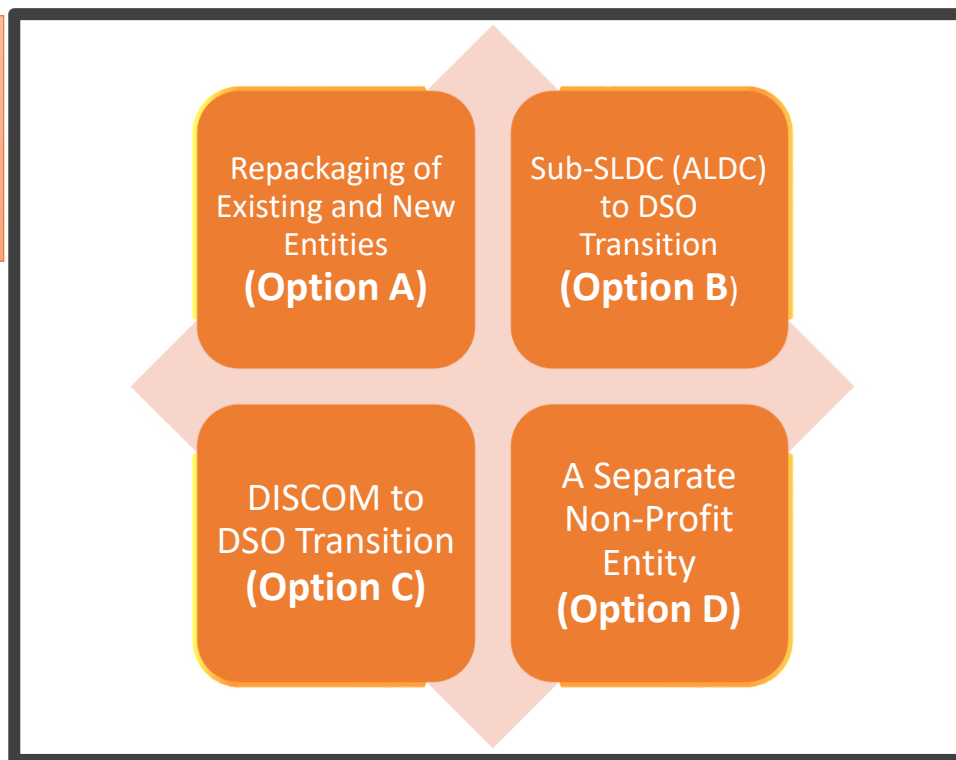 Repackaging of
Existing and New
Entities
(Option A)
Sub-SLDC (ALDC)
to DSO
Transition
(Option B)
DISCOM to
DSO Transition
(Option C)
A Separate
Non-Profit
Entity
(Option D)